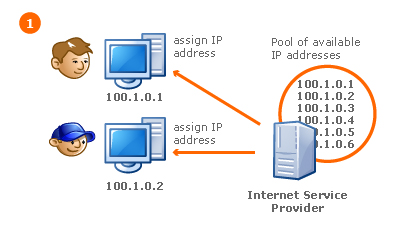 1
assign IP
address
100.1.0.1
Pool of available
IP addresses
100.1.0.1
100.1.0.2
100.1.0.3
100.1.0.4
.1.0.5
.1.0.6
assign IP
address
100.1.0.2
Internet Service
Provider